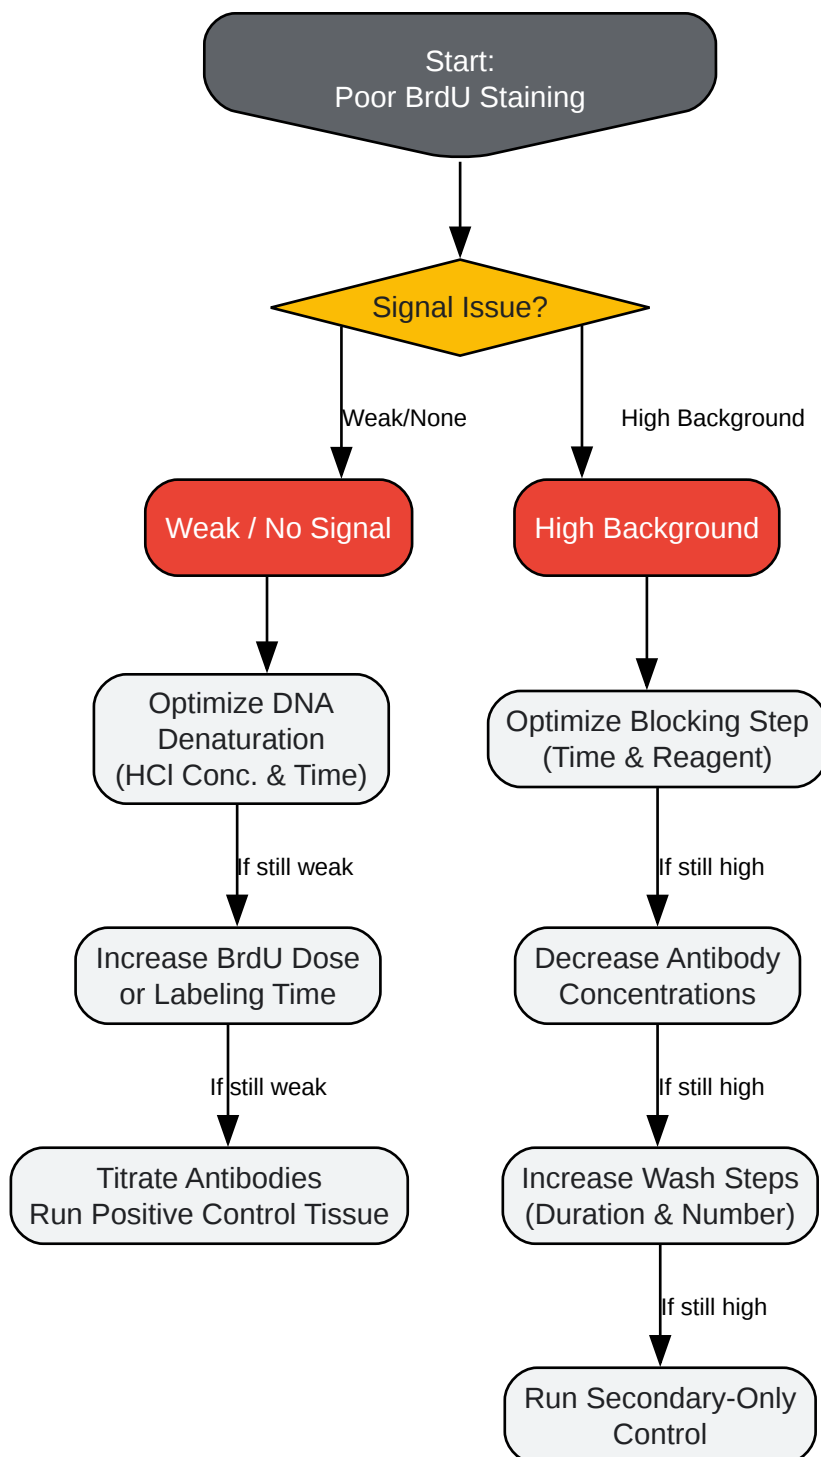 Start:
Poor BrdU Staining
Signal Issue?
Weak/None
High Background
Weak / No Signal
High Background
Optimize DNA
Denaturation
(HCl Conc. & Time)
Optimize Blocking Step
(Time & Reagent)
If still weak
If still high
Increase BrdU Dose
or Labeling Time
Decrease Antibody
Concentrations
If still weak
If still high
Titrate Antibodies
Run Positive Control Tissue
Increase Wash Steps
(Duration & Number)
If still high
Run Secondary-Only
Control